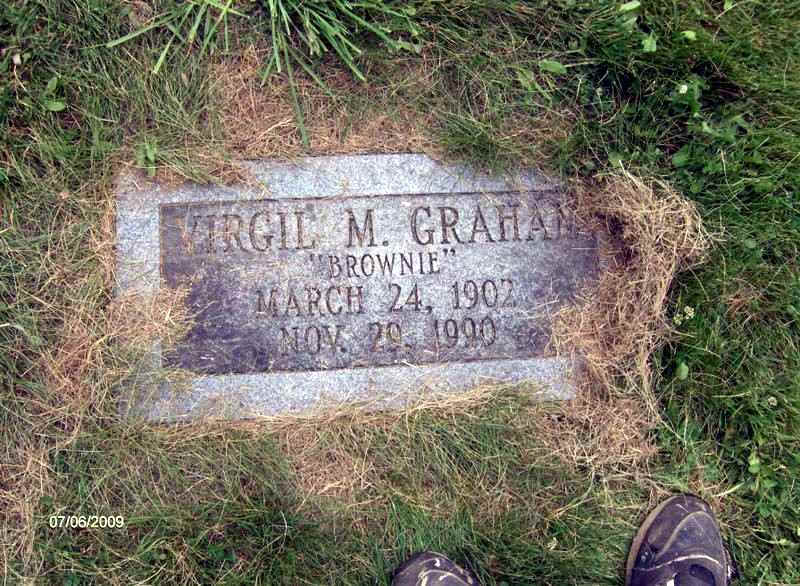 VIRGIL M. GRAHAM
"BROWNIE"
MARCH 24, 1902
NOV. 29, 1990
07/06/2009